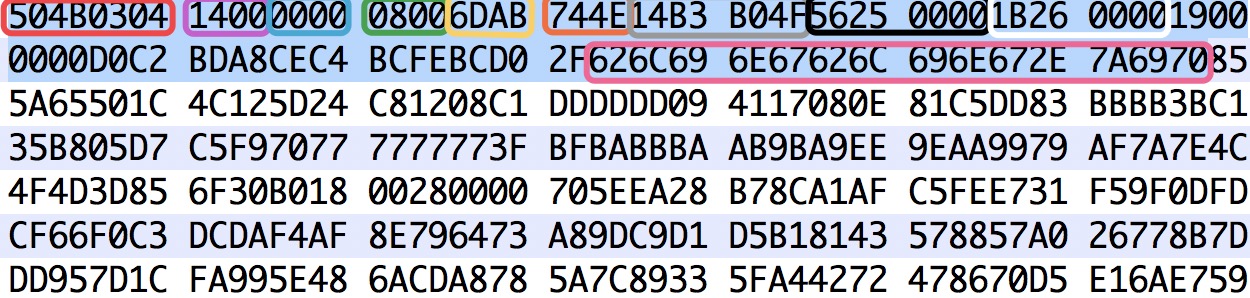 504B0304 14000000 08006DAB 744E14B3 B04F5625 00001B26 00001900
0000D0C2 BDA8CEC4 BCFEBCD0 2F626C69 6E67626C 696E672E 7A697085
5A65501C 4C125D24 C81208C1 DDDDDD09 4117080E 81C5DD83 BBBB3BC1
35B805D7 C5F97077 7777773F BFBABBBA AB9BA9EE 9EAA9979 AF7A7E4C
4F4D3D85 6F30B018 00280000 705EEA28 B78CA1AF C5FEE731 F59F0DFD
CF66F0C3 DCDAF4AF 8E796473 A89DC9D1 D5B18143 578857A0 26778B7D
DD957D1C FA995E48 6ACDA878 5A7C8933 5FA44272 478670D5 E16AE759